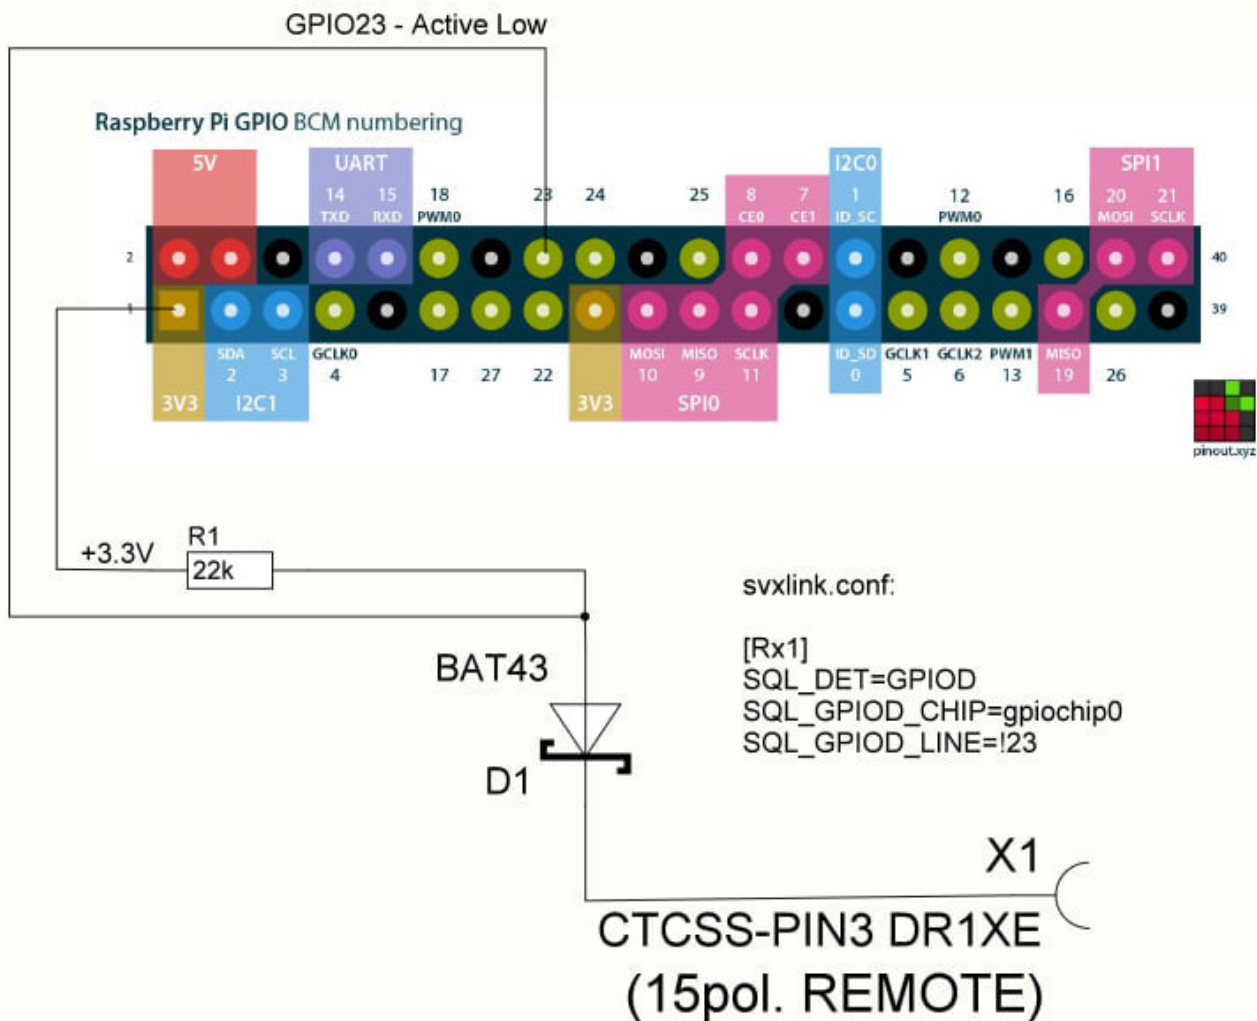 GPIO23 - Active Low
Raspberry Pi GPIO BCM numbering
5V UART I2C0 SPI1
14 15 18 23 24 25 8 7 1 12 16 20 21
TXD RXD PWM0 CE0 CE1 ID_SC PWM0 MOSI SCLK
2 40
1 39
SDA SCL GCLK0 MOSI MISO SCLK ID_SD GCLK1 GCLK2 PWM1 MISO
2 3 4 17 27 22 10 9 11 0 5 6 13 19 26
3V3 I2C1 3V3 SPI0
pinout.xyz
+3.3V
R1
22k
svxlink.conf:
[Rx1]
SQL_DET=GPIOD
SQL_GPIOD_CHIP=gpiochip0
SQL_GPIOD_LINE=!23
BAT43
D1
X1
CTCSS-PIN3 DR1XE
(15pol. REMOTE)